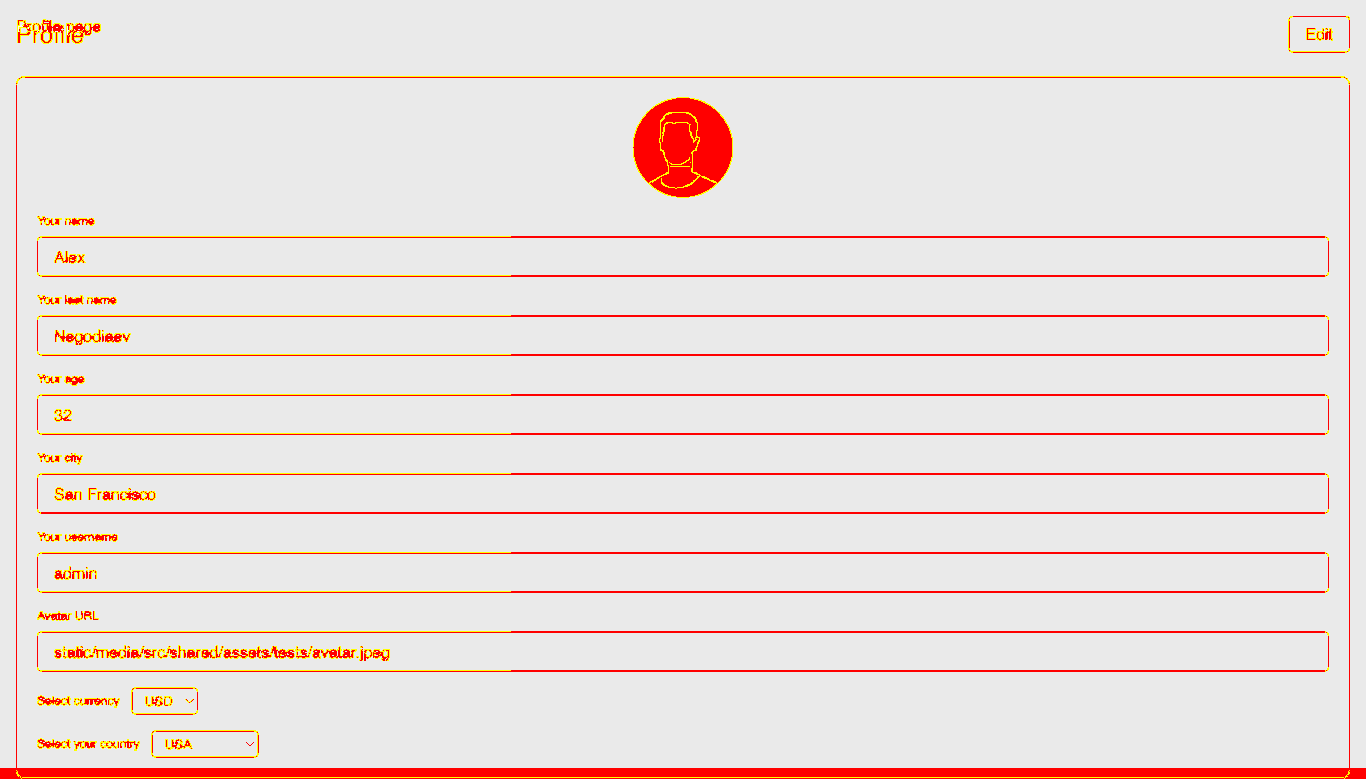 Profile page
Profile
Edit
Your name
Alex
Your last name
Negodiaev
Your age
32
Your city
San Francisco
Your username
admin
Avatar URL
static/media/src/shared/assets/tests/avatar.jpeg
Select currency USD
Select your country USA